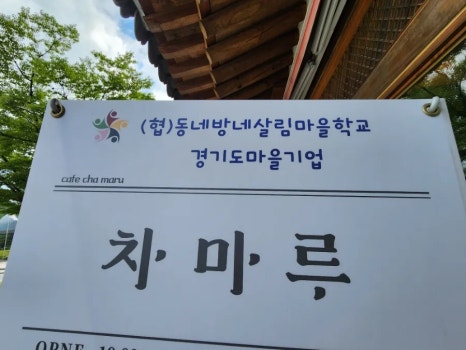 (협)동네방네살림마을학교
경기도마을기업
cafe cha maru
차마루
OPNE